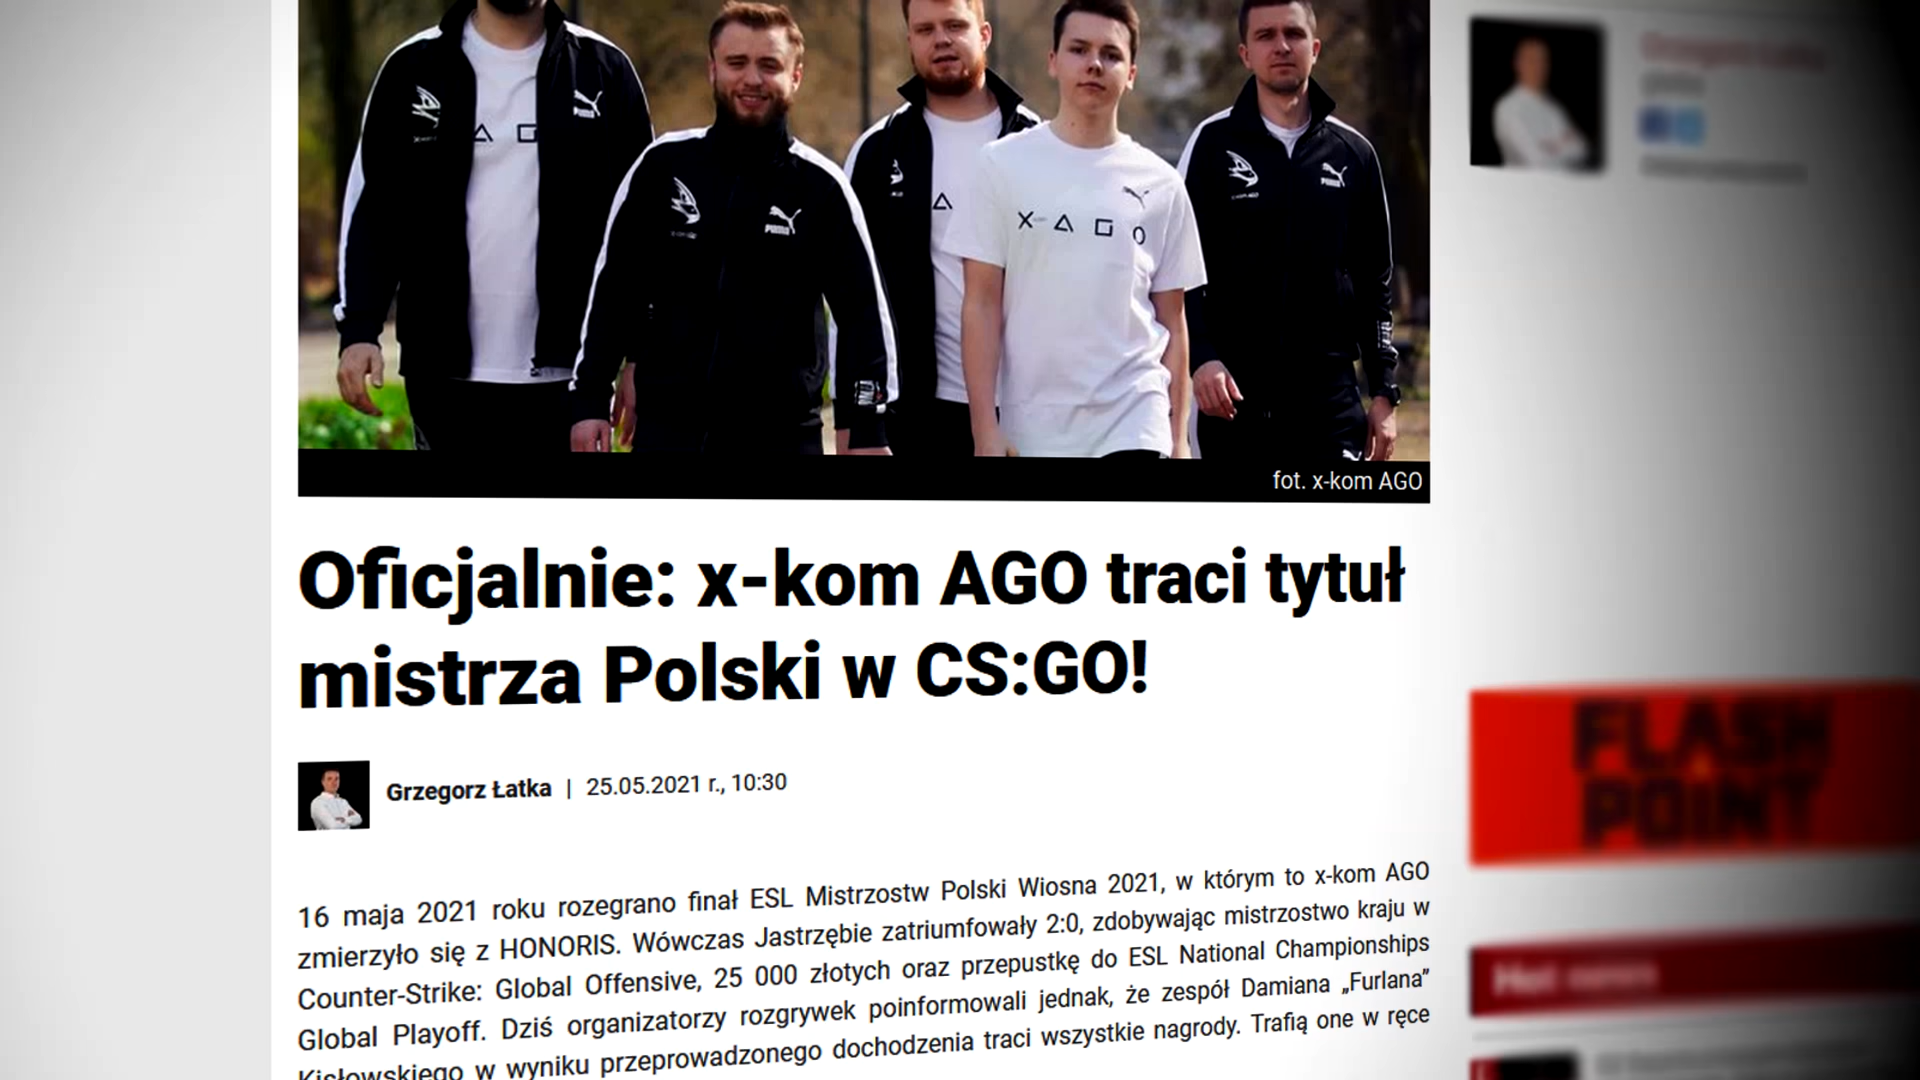 PUMA
X A O
PUMA
PUMA
fot. x-kom AGO
Oficjalnie: x-kom AGO traci tytuł
mistrza Polski w CS:GO!
Grzegorz Łatka | 25.05.2021 r., 10:30
16 maja 2021 roku rozegrano finał ESL Mistrzostw Polski Wiosna 2021, w którym to x-kom AGO
zmierzyło się z HONORIS. Wówczas Jastrzębie zatriumfowały 2:0, zdobywając mistrzostwo kraju w
Counter-Strike: Global Offensive, 25 000 złotych oraz przepustkę do ESL National Championships
Global Playoff. Dziś organizatorzy rozgrywek poinformowali jednak, że zespół Damiana „Furlana”
Kisłowskiego w wyniku przeprowadzonego dochodzenia traci wszystkie nagrody. Trafią one w ręce
FLASH
POINT